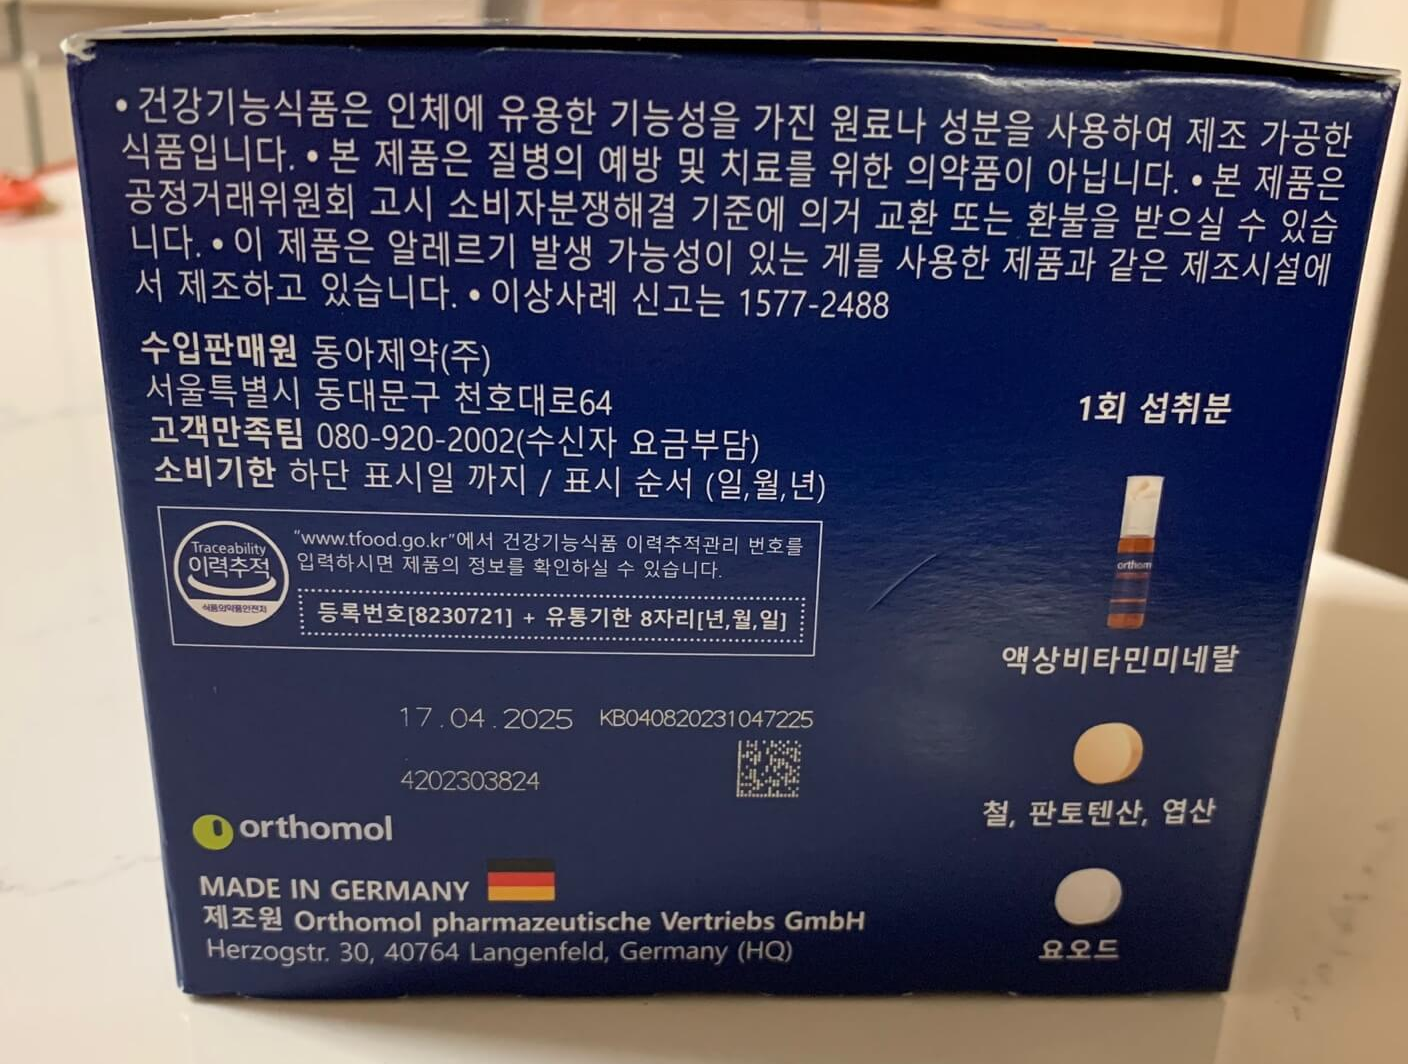 • 건강기능식품은 인체에 유용한 기능성을 가진 원료나 성분을 사용하여 제조 가공한
식품입니다. • 본 제품은 질병의 예방 및 치료를 위한 의약품이 아닙니다. • 본 제품은
공정거래위원회 고시 소비자분쟁해결 기준에 의거 교환 또는 환불을 받으실 수 있습
니다. • 이 제품은 알레르기 발생 가능성이 있는 게를 사용한 제품과 같은 제조시설에
서 제조하고 있습니다. • 이상사례 신고는 1577-2488
수입판매원 동아제약(주)
서울특별시 동대문구 천호대로64
고객만족팀 080-920-2002(수신자 요금부담)
소비기한 하단 표시일 까지 / 표시 순서 (일,월,년)
Traceability
이력추적
식품의약품안전처
"www.tfood.go.kr"에서 건강기능식품 이력추적관리 번호를
입력하시면 제품의 정보를 확인하실 수 있습니다.
등록번호[8230721] + 유통기한 8자리[년,월,일]
17.04.2025 KB040820231047225
4202303824
orthomol
MADE IN GERMANY
제조원 Orthomol pharmazeutische Vertriebs GmbH
Herzogstr. 30, 40764 Langenfeld, Germany (HQ)
1회 섭취분
orthom
액상비타민미네랄
철, 판토텐산, 엽산
요오드